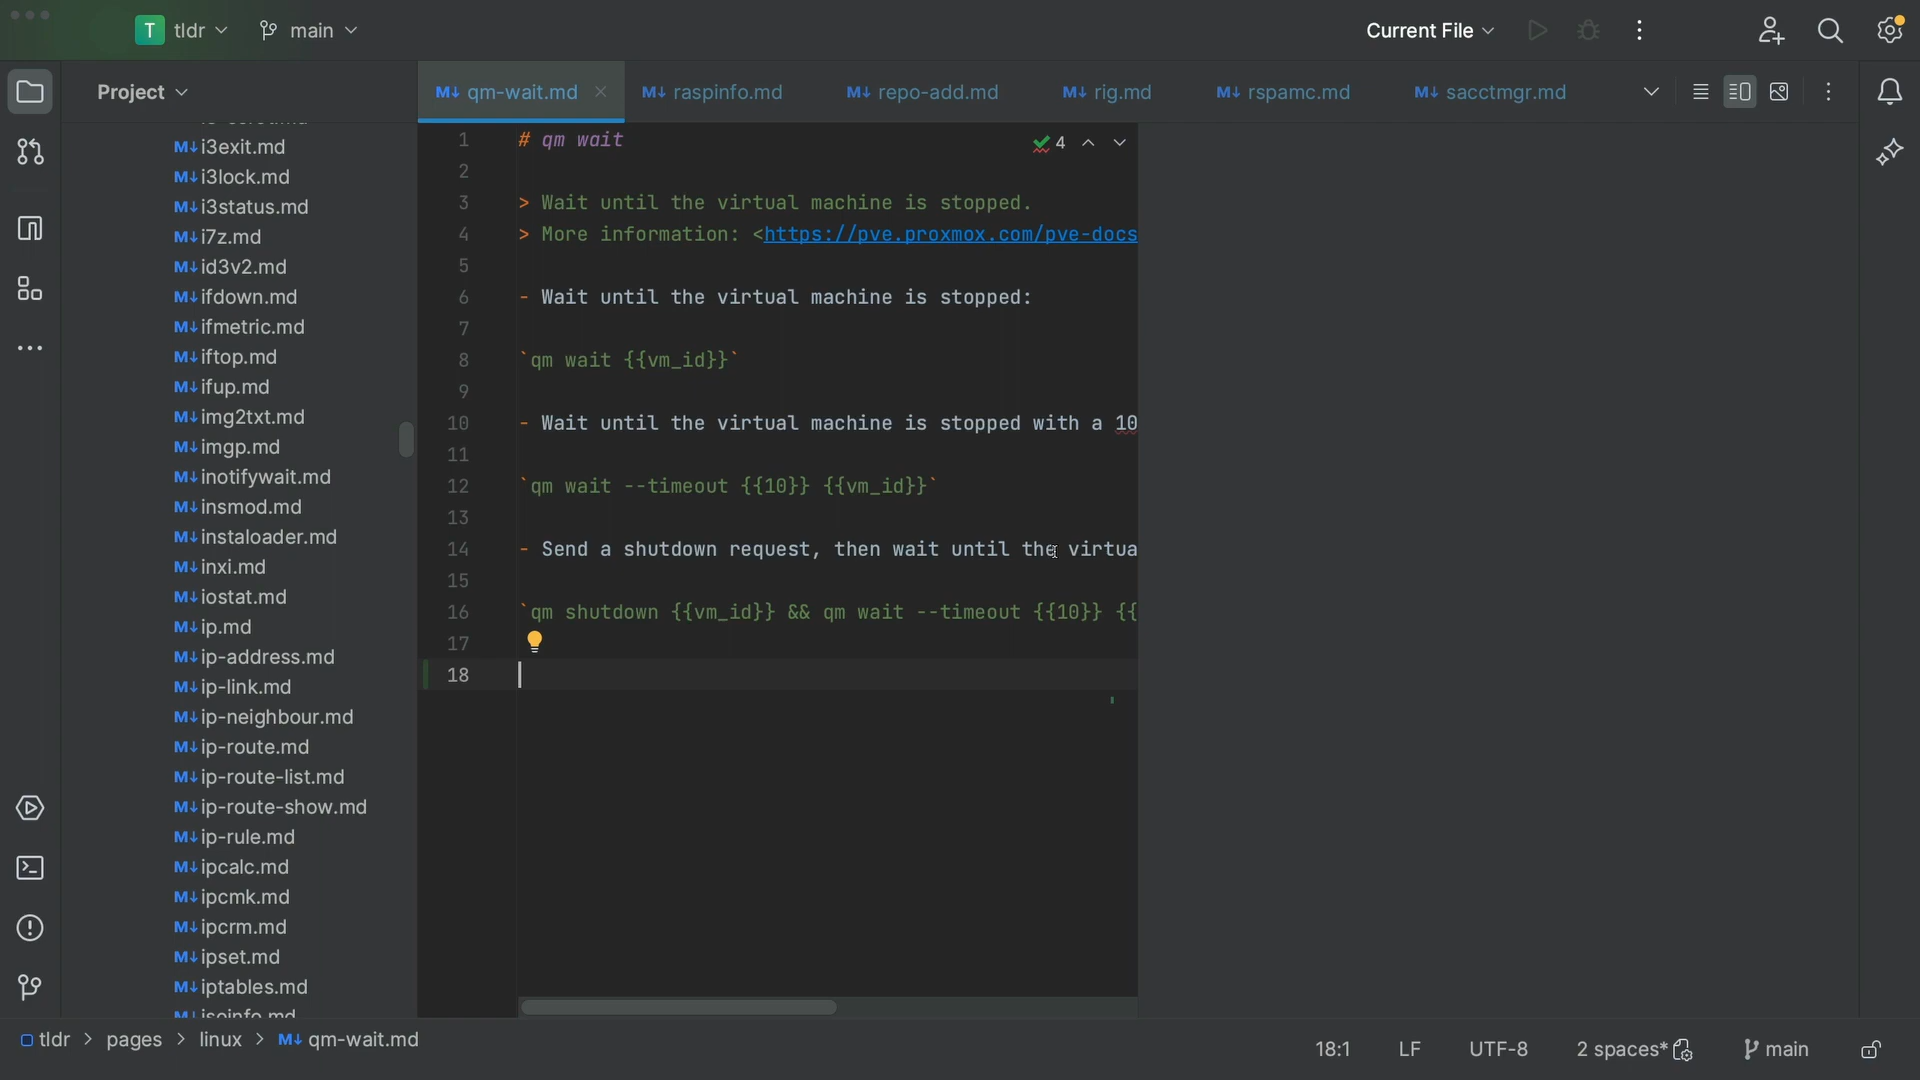 T tldr main Current File
Project
M↓ qm-wait.md M↓ raspinfo.md M↓ repo-add.md M↓ rig.md M↓ rspamc.md M↓ sacctmgr.md
M↓ i3exit.md
M↓ i3lock.md
M↓ i3status.md
M↓ i7z.md
M↓ id3v2.md
M↓ ifdown.md
M↓ ifmetric.md
M↓ iftop.md
M↓ ifup.md
M↓ img2txt.md
M↓ imgp.md
M↓ inotifywait.md
M↓ insmod.md
M↓ instaloader.md
M↓ inxi.md
M↓ iostat.md
M↓ ip.md
M↓ ip-address.md
M↓ ip-link.md
M↓ ip-neighbour.md
M↓ ip-route.md
M↓ ip-route-list.md
M↓ ip-route-show.md
M↓ ip-rule.md
M↓ ipcalc.md
M↓ ipcmk.md
M↓ ipcrm.md
M↓ ipset.md
M↓ iptables.md
M↓ isoinfo.md
1 # qm wait 4
2
3 > Wait until the virtual machine is stopped.
4 > More information: <https://pve.proxmox.com/pve-docs
5
6 - Wait until the virtual machine is stopped:
7
8 `qm wait {{vm_id}}`
9
10 - Wait until the virtual machine is stopped with a 10
11
12 `qm wait --timeout {{10}} {{vm_id}}`
13
14 - Send a shutdown request, then wait until the virtua
15
16 `qm shutdown {{vm_id}} && qm wait --timeout {{10}} {{
17
18
tldr > pages > linux > M↓ qm-wait.md
18:1 LF UTF-8 2 spaces* main